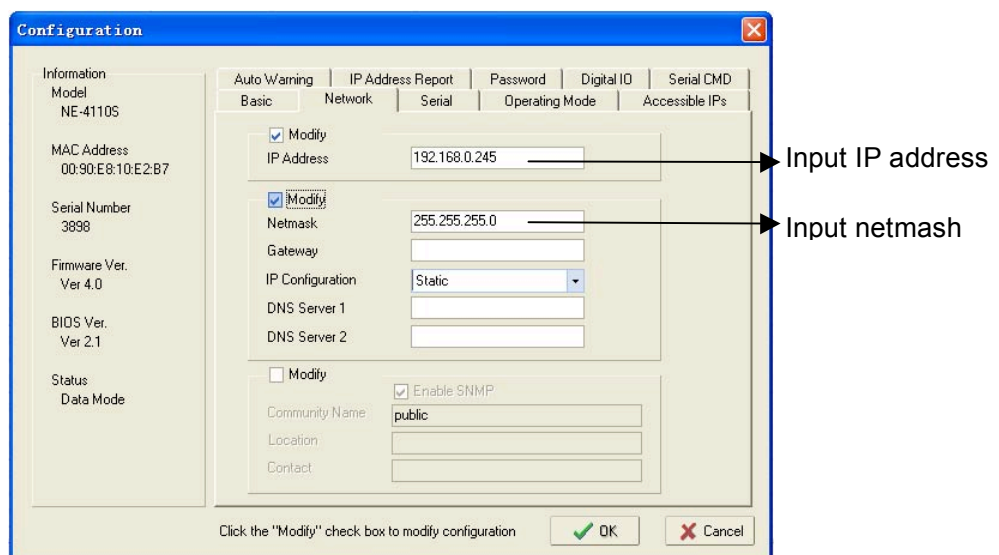 Configuration
Information
Model
NE-4110S
MAC Address
00:90:E8:10:E2:B7
Serial Number
3898
Firmware Ver.
Ver 4.0
BIOS Ver.
Ver 2.1
Status
Data Mode
Auto Warning IP Address Report Password Digital IO Serial CMD
Basic Network Serial Operating Mode Accessible IPs
Modify
IP Address 192.168.0.245
Modify
Netmask 255.255.255.0
Gateway
IP Configuration Static
DNS Server 1
DNS Server 2
Modify
Enable SNMP
Community Name public
Location
Contact
Click the "Modify" check box to modify configuration OK Cancel
Input IP address
Input netmash